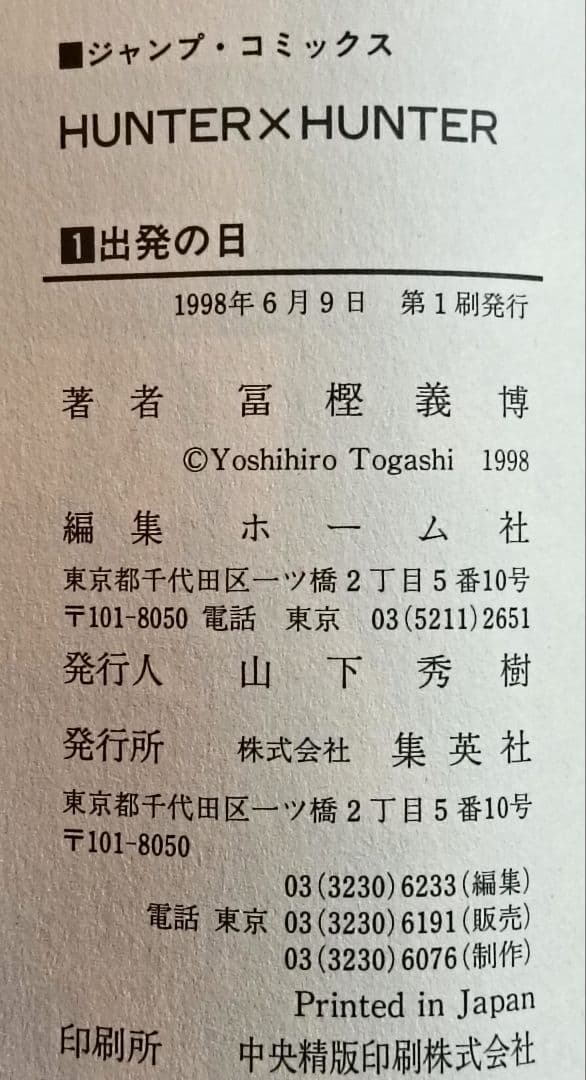 ■ジャンプ・コミックス
HUNTER×HUNTER
1出発の日
1998年6月9日 第1刷発行
著者 冨樫義博
©Yoshihiro Togashi 1998
編集 ホーム社
東京都千代田区一ツ橋2丁目5番10号
〒101-8050 電話 東京 03(5211)2651
発行人 山下秀樹
発行所 株式会社 集英社
東京都千代田区一ツ橋2丁目5番10号
〒101-8050
03(3230)6233(編集)
電話 東京 03(3230)6191(販売)
03(3230)6076(制作)
Printed in Japan
印刷所 中央精版印刷株式会社